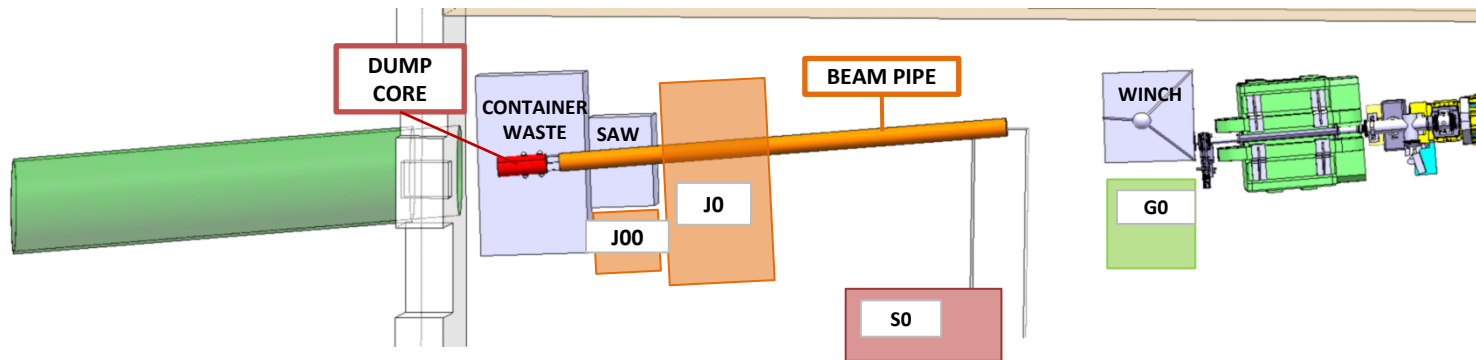 DUMP
CORE
CONTAINER
WASTE
SAW
BEAM PIPE
WINCH
J0
J00
G0
S0